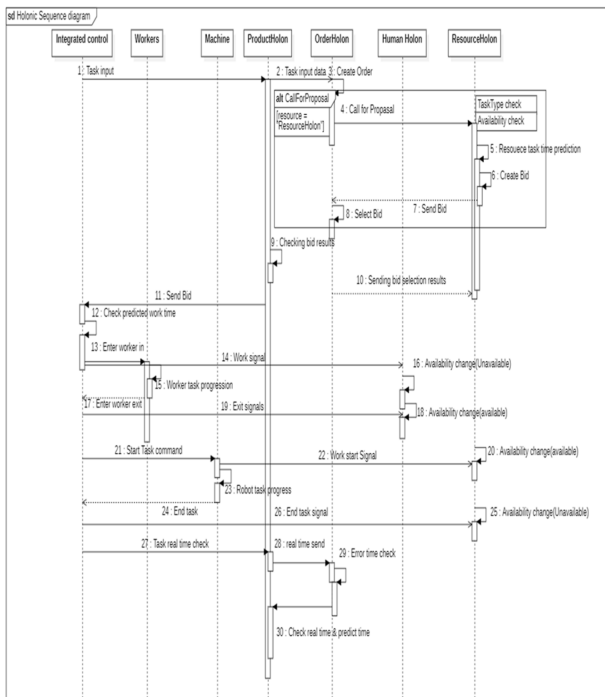 sd Holonic Sequence diagram
Integrated control
Workers
Machine
ProductHolon
OrderHolon
Human Holon
ResourceHolon
1 : Task input
2 : Task input data
3 : Create Order
alt CallForProposal
[resource =
"ResourceHolon"]
4 : Call for Propasal
TaskType check
Availability check
5 : Resouece task time prediction
6 : Create Bid
7 : Send Bid
8 : Select Bid
9 : Checking bid results
10 : Sending bid selection results
11 : Send Bid
12 : Check predicted work time
13 : Enter worker in
14 : Work signal
15 : Worker task progression
16 : Availability change(Unavailable)
17 : Enter worker exit
18 : Availability change(available)
19 : Exit signals
20 : Availability change(available)
21 : Start Task command
22 : Work start Signal
23 : Robot task progress
24 : End task
25 : Availability change(Unavailable)
26 : End task signal
27 : Task real time check
28 : real time send
29 : Error time check
30 : Check real time & predict time